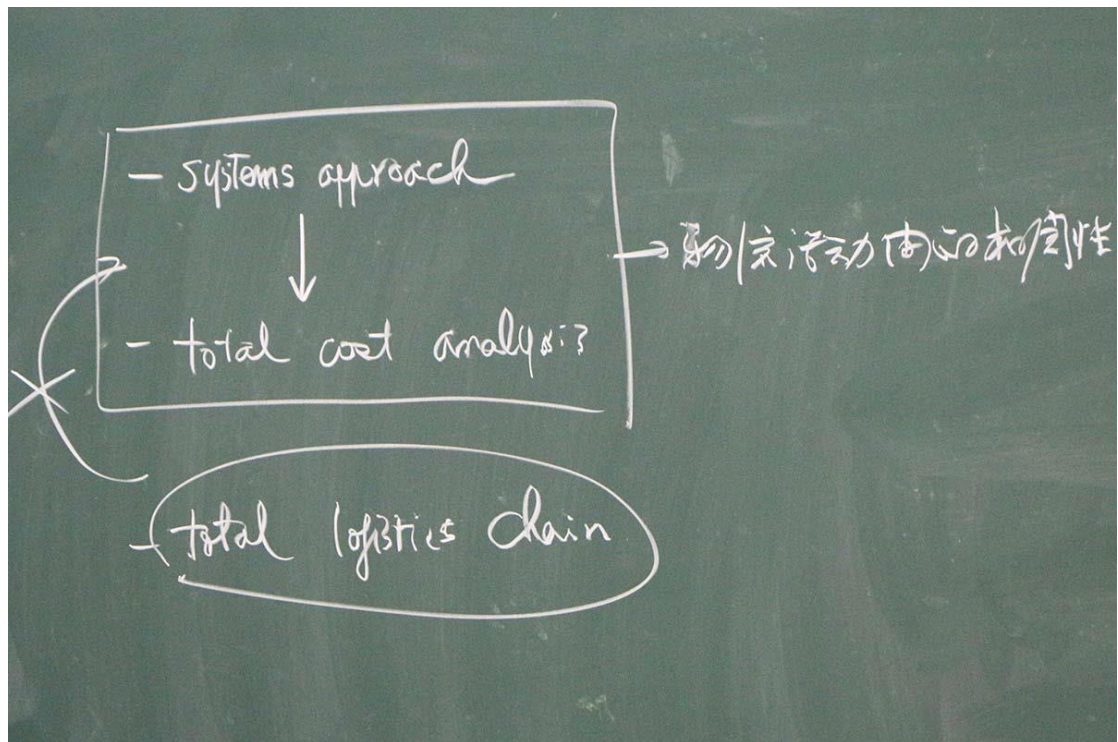 - systems approach
→ 物流活动间的相关性
- total cost analysis
- total logistics chain